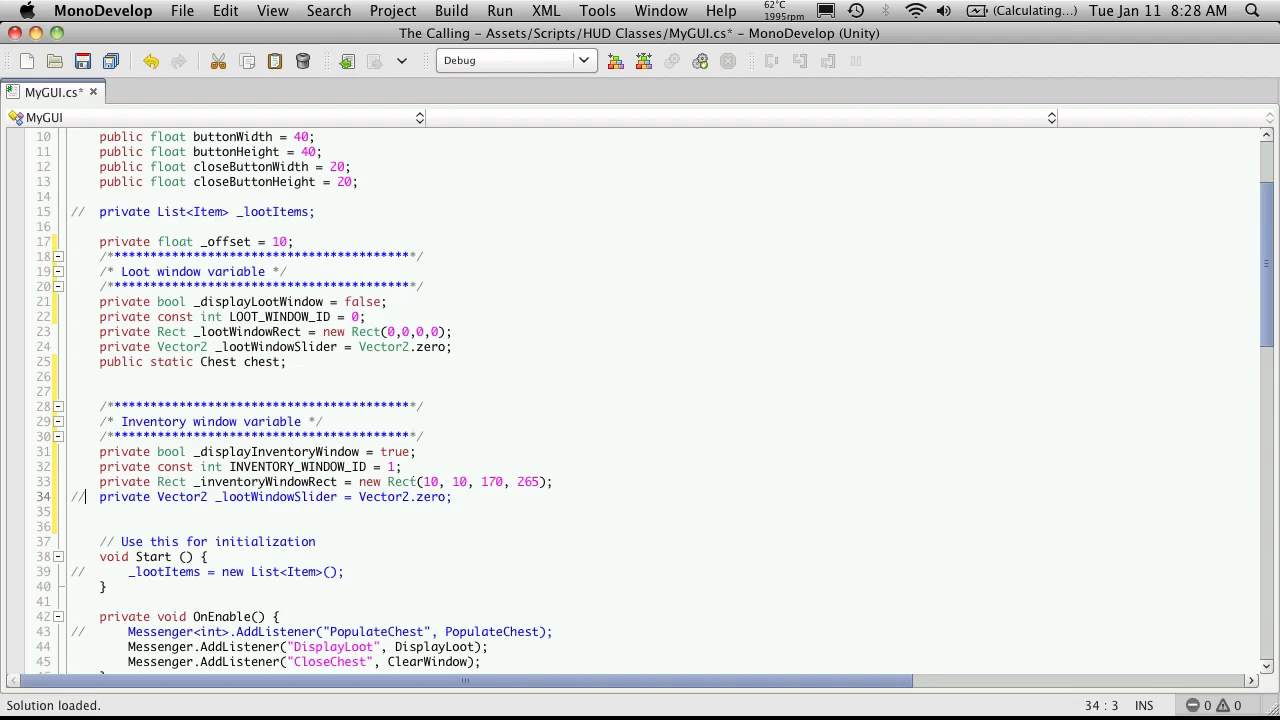 MonoDevelop File Edit View Search Project Build Run XML Tools Window Help 62°C 1995rpm (Calculating...) Tue Jan 11 8:28 AM
The Calling - Assets/Scripts/HUD Classes/MyGUI.cs* - MonoDevelop (Unity)
Debug
MyGUI.cs*
MyGUI
10 public float buttonWidth = 40;
11 public float buttonHeight = 40;
12 public float closeButtonWidth = 20;
13 public float closeButtonHeight = 20;
14
15 // private List<Item> _lootItems;
16
17 private float _offset = 10;
18 /*****************************************/
19 /* Loot window variable */
20 /*****************************************/
21 private bool _displayLootWindow = false;
22 private const int LOOT_WINDOW_ID = 0;
23 private Rect _lootWindowRect = new Rect(0,0,0,0);
24 private Vector2 _lootWindowSlider = Vector2.zero;
25 public static Chest chest;
26
27
28 /*****************************************/
29 /* Inventory window variable */
30 /*****************************************/
31 private bool _displayInventoryWindow = true;
32 private const int INVENTORY_WINDOW_ID = 1;
33 private Rect _inventoryWindowRect = new Rect(10, 10, 170, 265);
34 // private Vector2 _lootWindowSlider = Vector2.zero;
35
36
37 // Use this for initialization
38 void Start () {
39 // _lootItems = new List<Item>();
40 }
41
42 private void OnEnable() {
43 // Messenger<int>.AddListener("PopulateChest", PopulateChest);
44 Messenger.AddListener("DisplayLoot", DisplayLoot);
45 Messenger.AddListener("CloseChest", ClearWindow);
Solution loaded. 34 : 3 INS 0 0